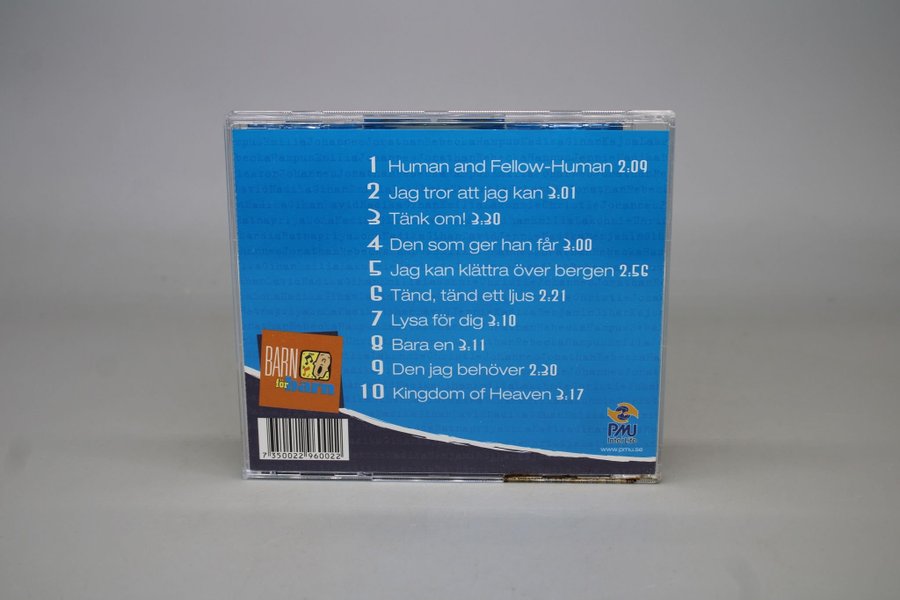 1 Human and Fellow-Human 2:09
2 Jag tror att jag kan 3:01
3 Tänk om! 3:30
4 Den som ger han får 3:00
5 Jag kan klättra över bergen 2:56
6 Tänd, tänd ett ljus 2:21
7 Lysa för dig 3:10
8 Bara en 3:11
9 Den jag behöver 2:30
10 Kingdom of Heaven 3:17
BARN
för barn
7 350022 960022
PMU
www.pmu.se